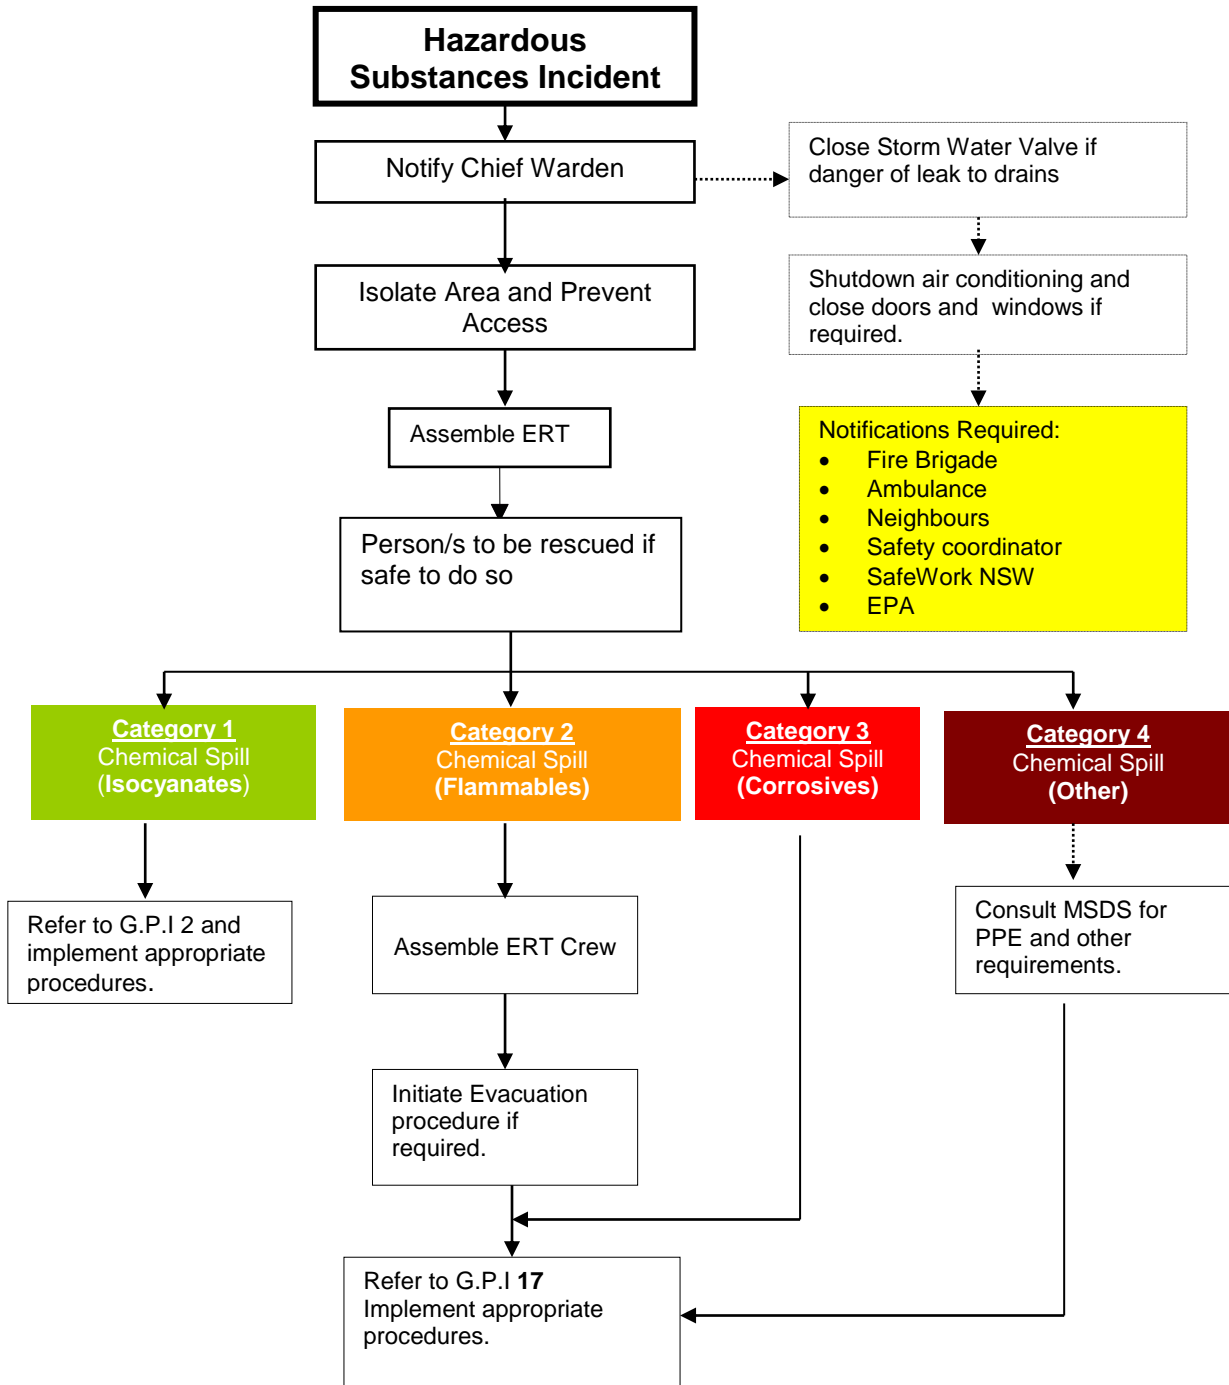 Hazardous
Substances Incident
Notify Chief Warden
Close Storm Water Valve if
danger of leak to drains
Isolate Area and Prevent
Access
Shutdown air conditioning and
close doors and windows if
required.
Assemble ERT
Notifications Required:
• Fire Brigade
• Ambulance
• Neighbours
• Safety coordinator
• SafeWork NSW
• EPA
Person/s to be rescued if
safe to do so
Category 1
Chemical Spill
(Isocyanates)
Category 2
Chemical Spill
(Flammables)
Category 3
Chemical Spill
(Corrosives)
Category 4
Chemical Spill
(Other)
Refer to G.P.I 2 and
implement appropriate
procedures.
Assemble ERT Crew
Consult MSDS for
PPE and other
requirements.
Initiate Evacuation
procedure if
required.
Refer to G.P.I 17
Implement appropriate
procedures.